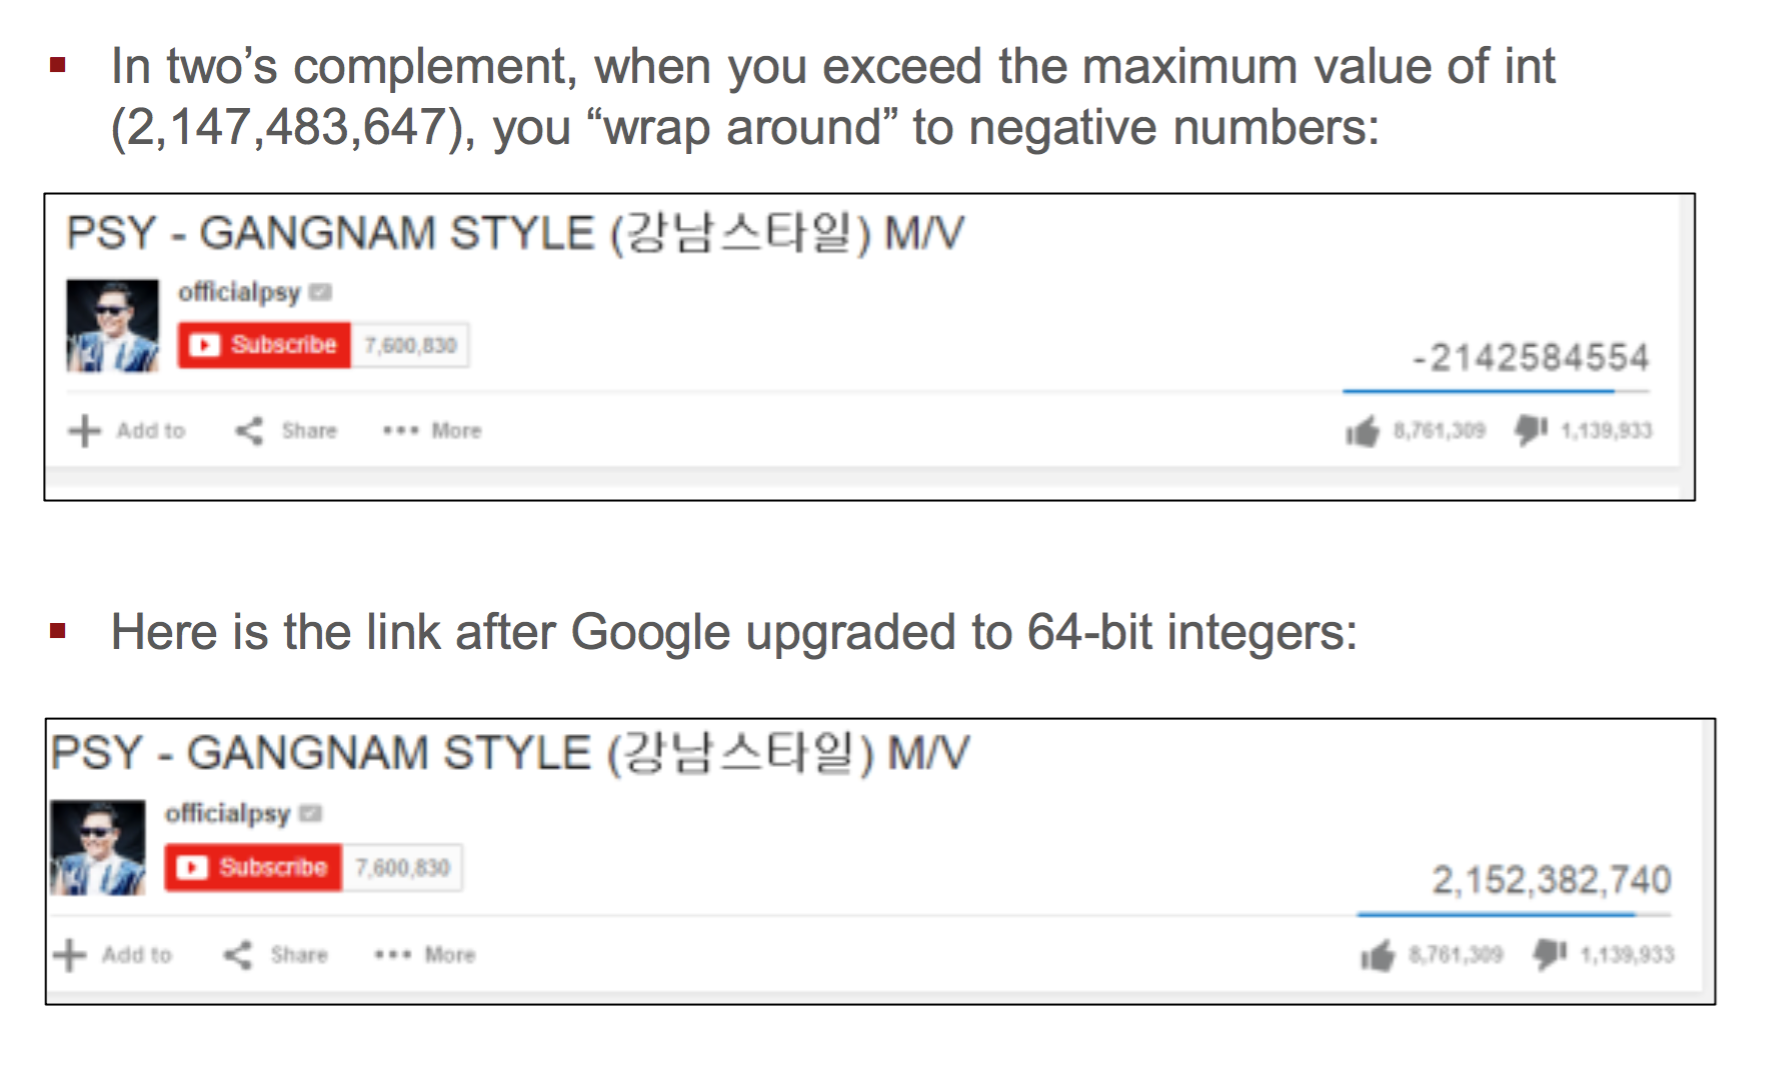 ▪ In two’s complement, when you exceed the maximum value of int
(2,147,483,647), you “wrap around” to negative numbers:
PSY - GANGNAM STYLE (강남스타일) M/V
officialpsy
Subscribe 7,600,830
-2142584554
Add to Share More 8,761,309 1,139,933
▪ Here is the link after Google upgraded to 64-bit integers:
PSY - GANGNAM STYLE (강남스타일) M/V
officialpsy
Subscribe 7,600,830
2,152,382,740
Add to Share More 8,761,309 1,139,933